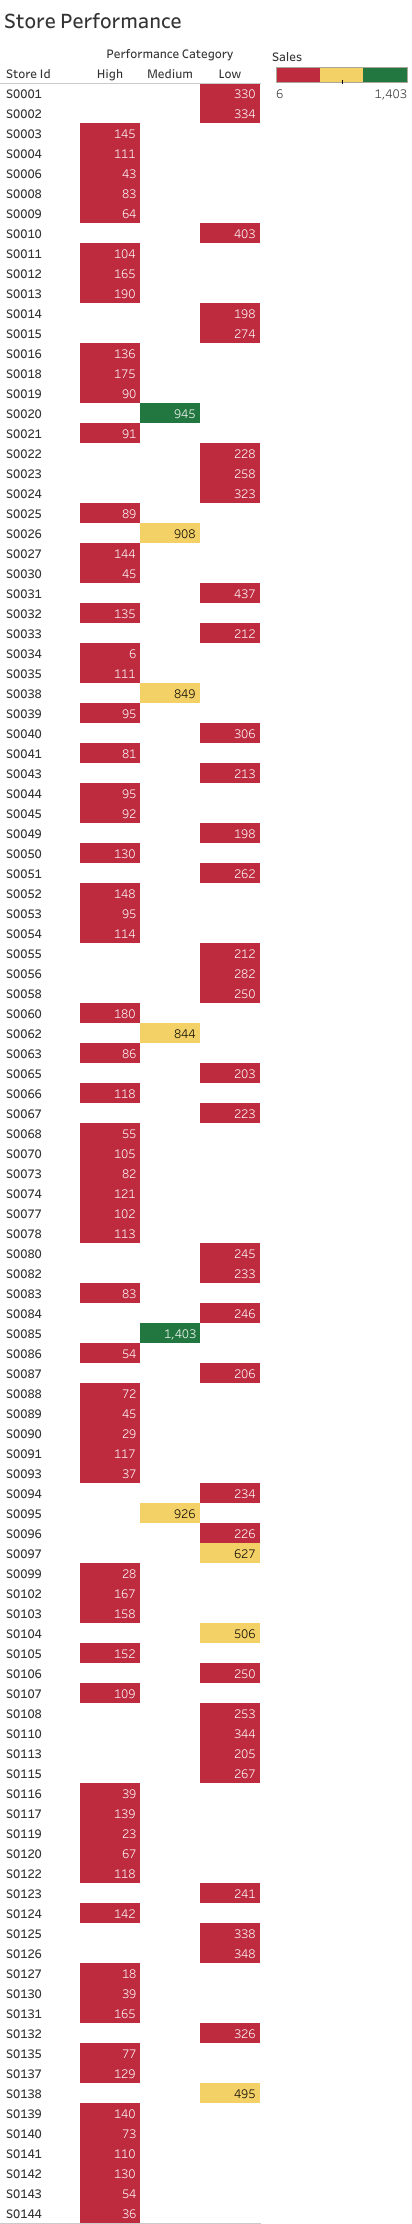 Store Performance
Performance Category
Sales
Store Id High Medium Low
6 1,403
S0001 330
S0002 334
S0003 145
S0004 111
S0006 43
S0008 83
S0009 64
S0010 403
S0011 104
S0012 165
S0013 190
S0014 198
S0015 274
S0016 136
S0018 175
S0019 90
S0020 945
S0021 91
S0022 228
S0023 258
S0024 323
S0025 89
S0026 908
S0027 144
S0030 45
S0031 437
S0032 135
S0033 212
S0034 6
S0035 111
S0038 849
S0039 95
S0040 306
S0041 81
S0043 213
S0044 95
S0045 92
S0049 198
S0050 130
S0051 262
S0052 148
S0053 95
S0054 114
S0055 212
S0056 282
S0058 250
S0060 180
S0062 844
S0063 86
S0065 203
S0066 118
S0067 223
S0068 55
S0070 105
S0073 82
S0074 121
S0077 102
S0078 113
S0080 245
S0082 233
S0083 83
S0084 246
S0085 1,403
S0086 54
S0087 206
S0088 72
S0089 45
S0090 29
S0091 117
S0093 37
S0094 234
S0095 926
S0096 226
S0097 627
S0099 28
S0102 167
S0103 158
S0104 506
S0105 152
S0106 250
S0107 109
S0108 253
S0110 344
S0113 205
S0115 267
S0116 39
S0117 139
S0119 23
S0120 67
S0122 118
S0123 241
S0124 142
S0125 338
S0126 348
S0127 18
S0130 39
S0131 165
S0132 326
S0135 77
S0137 129
S0138 495
S0139 140
S0140 73
S0141 110
S0142 130
S0143 54
S0144 36